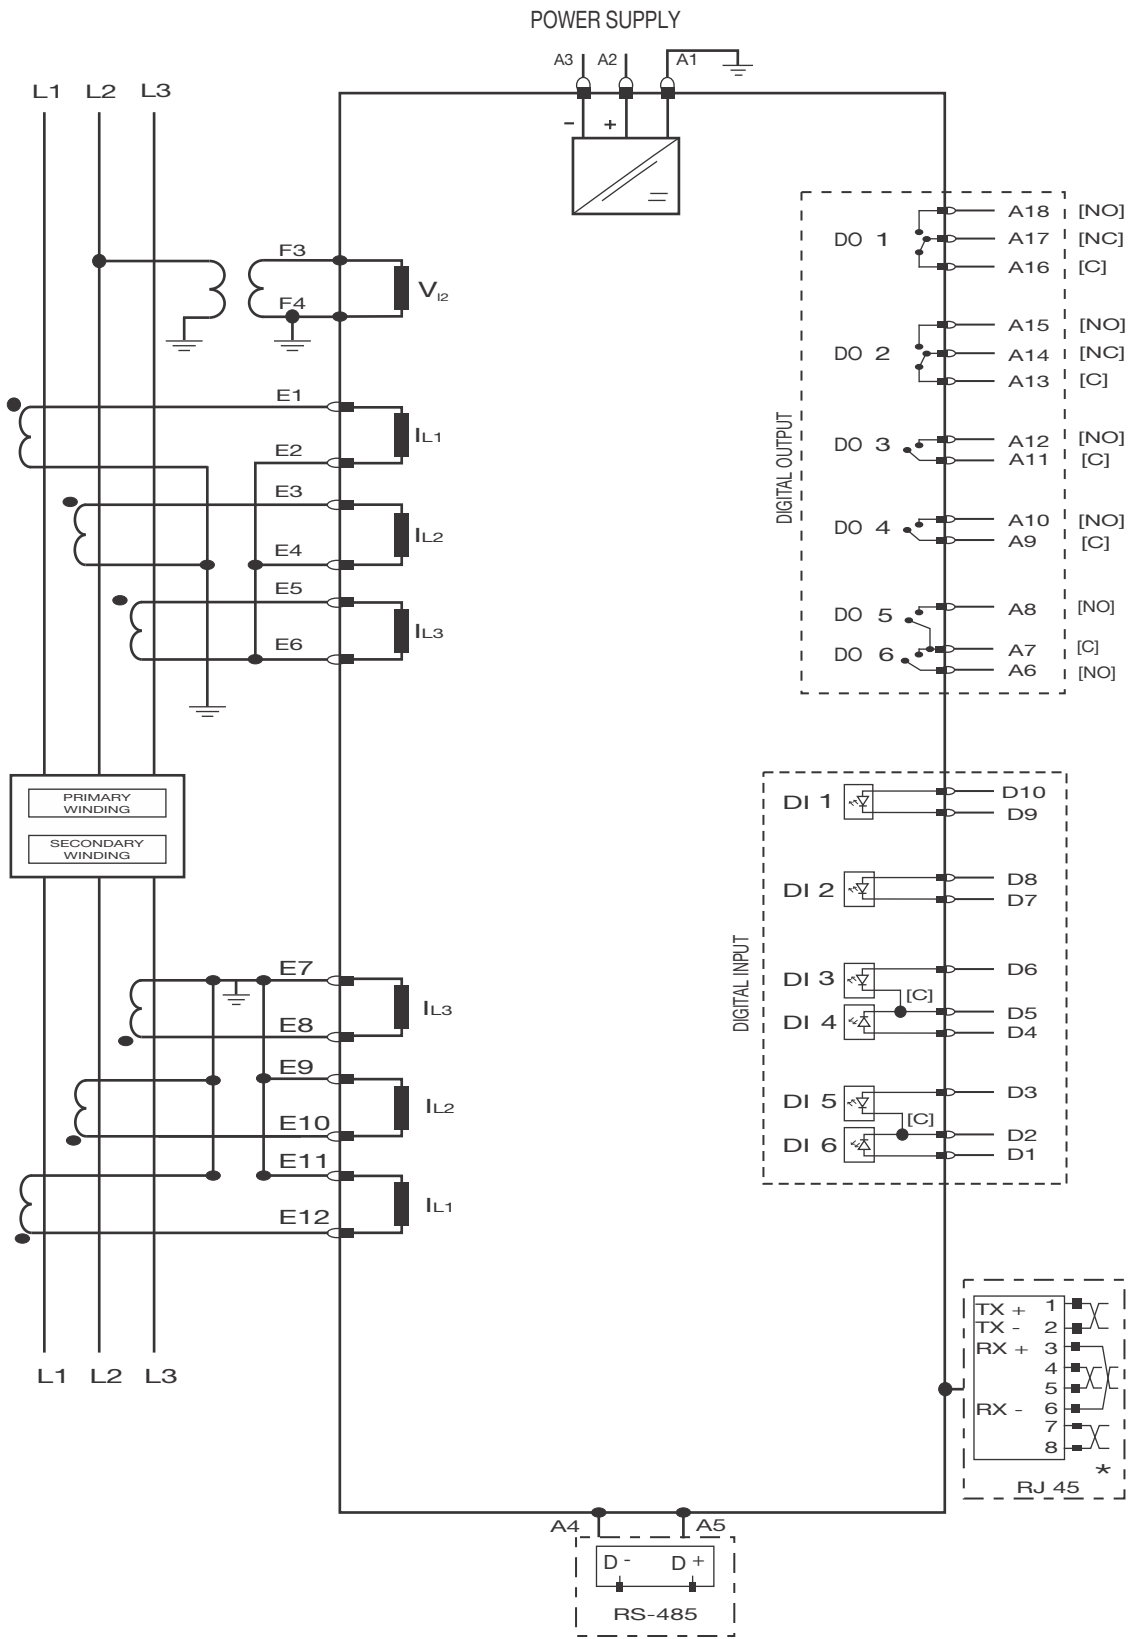 POWER SUPPLY
A3 A2 A1
- +
=
L1 L2 L3
F3
F4
VI2
E1
E2
IL1
E3
E4
IL2
E5
E6
IL3
PRIMARY
WINDING
SECONDARY
WINDING
E7
E8
IL3
E9
E10
IL2
E11
E12
IL1
L1 L2 L3
DIGITAL OUTPUT
DO 1
A18 [NO]
A17 [NC]
A16 [C]
DO 2
A15 [NO]
A14 [NC]
A13 [C]
DO 3
A12 [NO]
A11 [C]
DO 4
A10 [NO]
A9 [C]
DO 5
A8 [NO]
DO 6
A7 [C]
A6 [NO]
DIGITAL INPUT
DI 1
D10
D9
DI 2
D8
D7
DI 3
D6
[C]
DI 4
D5
D4
DI 5
D3
[C]
DI 6
D2
D1
TX + 1
TX - 2
RX + 3
4
5
RX - 6
7
8
*
RJ 45
A4 A5
D - D +
RS-485